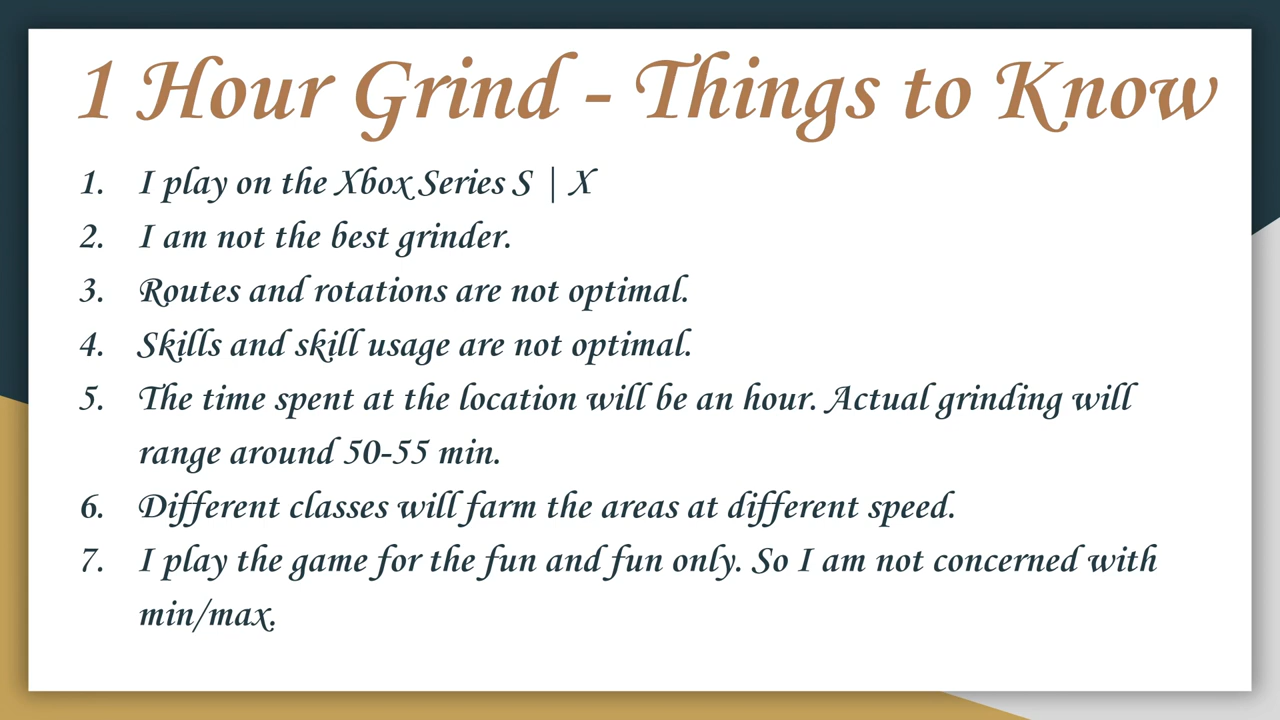 1 Hour Grind - Things to Know
1. I play on the Xbox Series S | X
2. I am not the best grinder.
3. Routes and rotations are not optimal.
4. Skills and skill usage are not optimal.
5. The time spent at the location will be an hour. Actual grinding will
range around 50-55 min.
6. Different classes will farm the areas at different speed.
7. I play the game for the fun and fun only. So I am not concerned with
min/max.